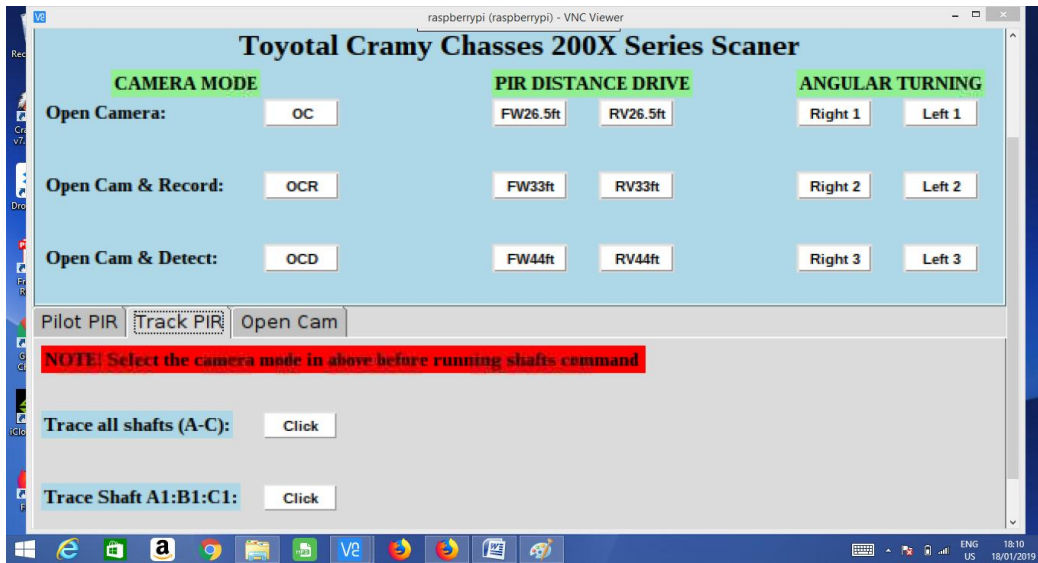 raspberrypi (raspberrypi) - VNC Viewer
Toyotal Cramy Chasses 200X Series Scaner
CAMERA MODE PIR DISTANCE DRIVE ANGULAR TURNING
Open Camera: OC FW26.5ft RV26.5ft Right 1 Left 1
Open Cam & Record: OCR FW33ft RV33ft Right 2 Left 2
Open Cam & Detect: OCD FW44ft RV44ft Right 3 Left 3
Pilot PIR Track PIR Open Cam
NOTE! Select the camera mode in above before running shafts command
Trace all shafts (A-C): Click
Trace Shaft A1:B1:C1: Click
ENG 18:10
US 18/01/2019